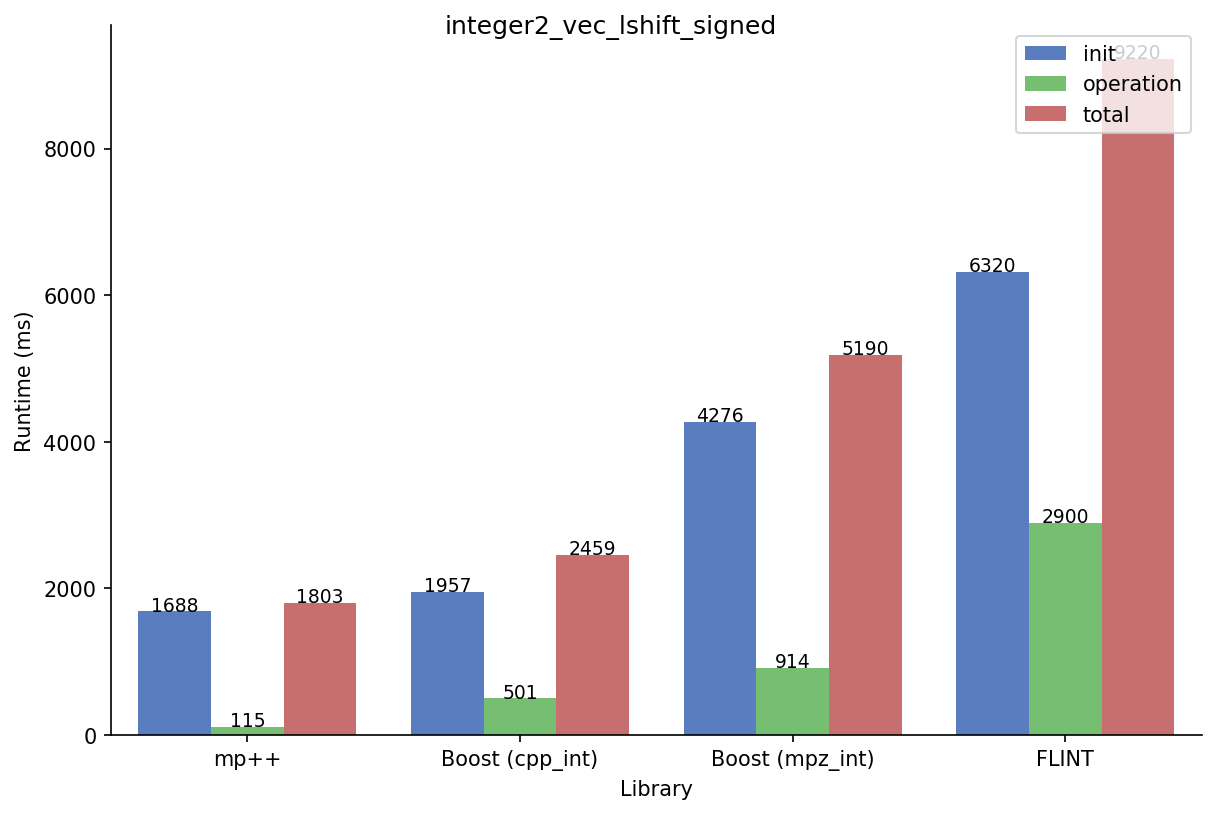 integer2_vec_lshift_signed
init
operation
total
9220
8000
6000
4000
2000
0
Runtime (ms)
1688
115
1803
1957
501
2459
4276
914
5190
6320
2900
mp++
Boost (cpp_int)
Boost (mpz_int)
FLINT
Library